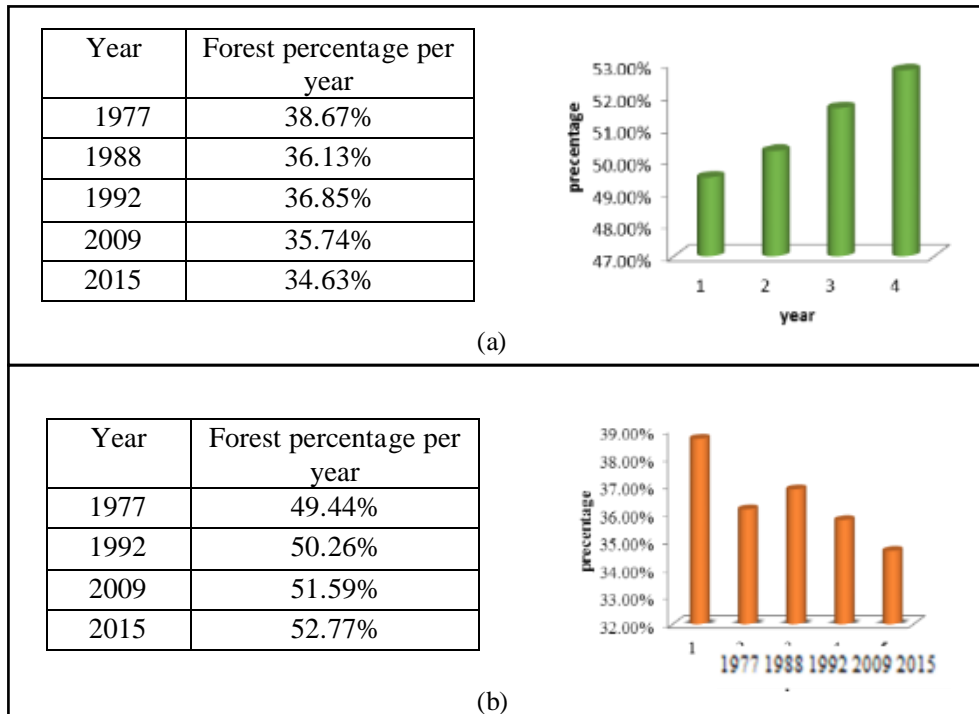 Year Forest percentage per
year
1977 38.67%
1988 36.13%
1992 36.85%
2009 35.74%
2015 34.63%
53.00%
52.00%
51.00%
50.00%
49.00%
48.00%
47.00%
precentage
1 2 3 4
year
(a)
Year Forest percentage per
year
1977 49.44%
1992 50.26%
2009 51.59%
2015 52.77%
39.00%
38.00%
37.00%
36.00%
35.00%
34.00%
33.00%
32.00%
precentage
1
1977 1988 1992 2009 2015
(b)